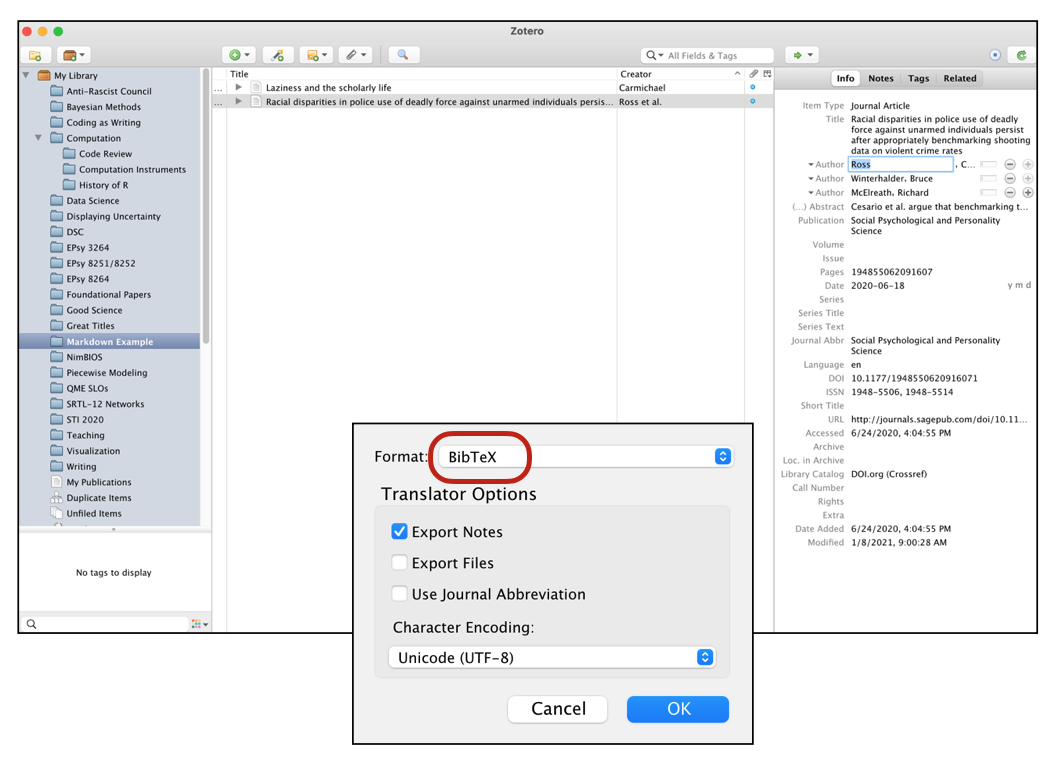 Zotero
All Fields & Tags
My Library
Anti-Rascist Council
Bayesian Methods
Coding as Writing
Computation
Code Review
Computation Instruments
History of R
Data Science
Displaying Uncertainty
DSC
EPsy 3264
EPsy 8251/8252
EPsy 8264
Foundational Papers
Good Science
Great Titles
Markdown Example
NimBIOS
Piecewise Modeling
QME SLOs
SRTL-12 Networks
STI 2020
Teaching
Visualization
Writing
My Publications
Duplicate Items
Unfiled Items
No tags to display
Title Creator
... Laziness and the scholarly life Carmichael
... Racial disparities in police use of deadly force against unarmed individuals persis... Ross et al.
Info Notes Tags Related
Item Type Journal Article
Title Racial disparities in police use of deadly
force against unarmed individuals persist
after appropriately benchmarking shooting
data on violent crime rates
Author Ross , C...
Author Winterhalder, Bruce
Author McElreath, Richard
(...) Abstract Cesario et al. argue that benchmarking t...
Publication Social Psychological and Personality
Science
Volume
Issue
Pages 194855062091607
Date 2020-06-18 y m d
Series
Series Title
Series Text
Journal Abbr Social Psychological and Personality
Science
Language en
DOI 10.1177/1948550620916071
ISSN 1948-5506, 1948-5514
Short Title
URL http://journals.sagepub.com/doi/10.11...
Accessed 6/24/2020, 4:04:55 PM
Archive
Loc. in Archive
Library Catalog DOI.org (Crossref)
Call Number
Rights
Extra
Date Added 6/24/2020, 4:04:55 PM
Modified 1/8/2021, 9:00:28 AM
Format: BibTeX
Translator Options
Export Notes
Export Files
Use Journal Abbreviation
Character Encoding:
Unicode (UTF-8)
Cancel OK